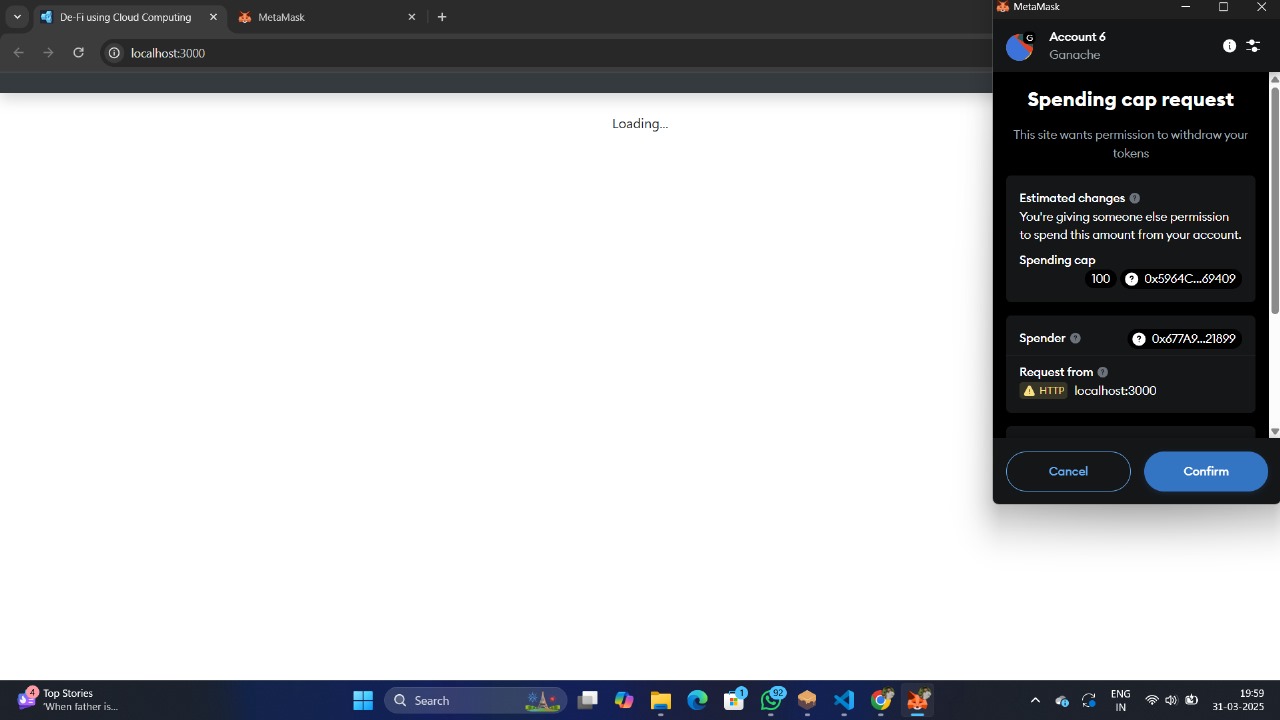 De-Fi using Cloud Computing
MetaMask
localhost:3000
Loading...
MetaMask
G
Account 6
Ganache
Spending cap request
This site wants permission to withdraw your
tokens
Estimated changes ?
You're giving someone else permission
to spend this amount from your account.
Spending cap
100 ? 0x5964C...69409
Spender ? ? 0x677A9...21899
Request from ?
HTTP localhost:3000
Cancel Confirm
4
Top Stories
'When father is...
Search
1
92
ENG
IN
19:59
31-03-2025